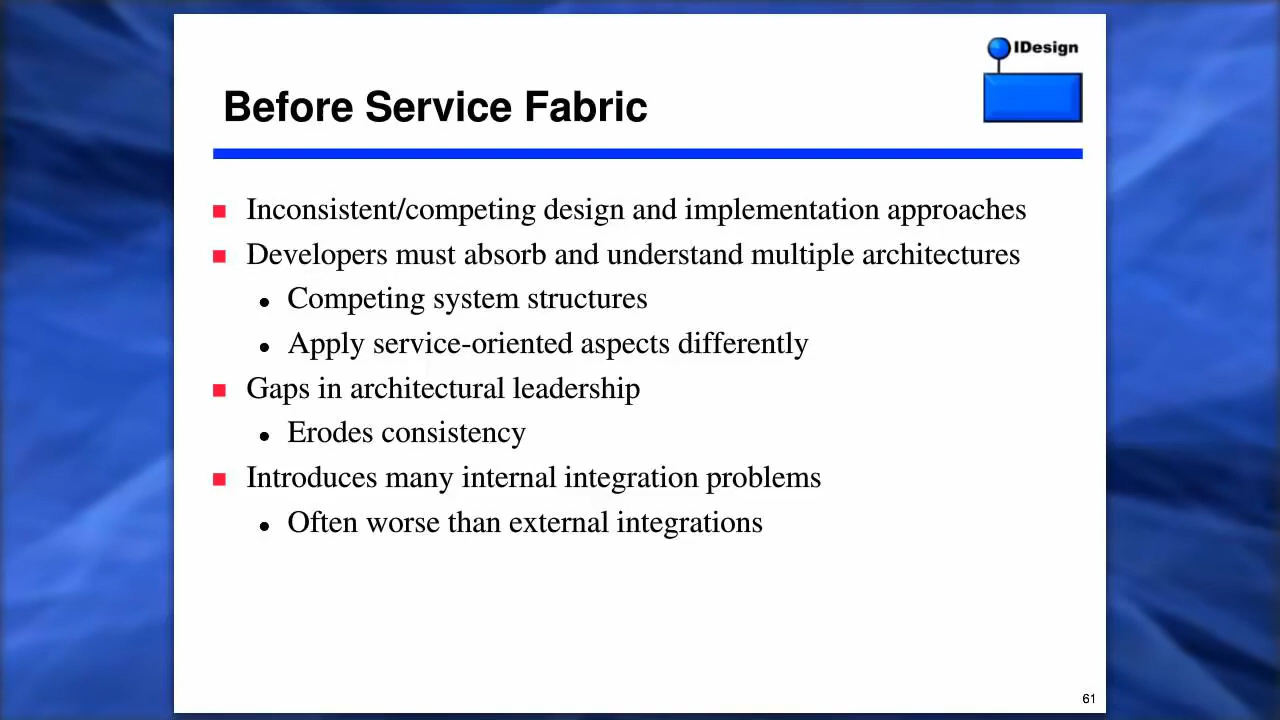 IDesign
Before Service Fabric
Inconsistent/competing design and implementation approaches
Developers must absorb and understand multiple architectures
Competing system structures
Apply service-oriented aspects differently
Gaps in architectural leadership
Erodes consistency
Introduces many internal integration problems
Often worse than external integrations
61